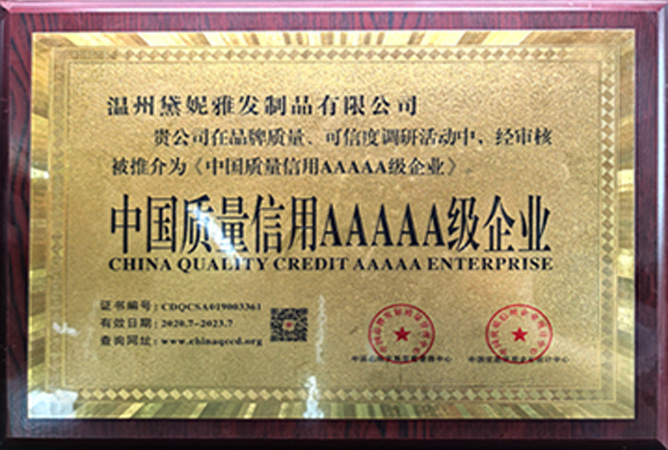 温州黛妮雅发制品有限公司
贵公司在品牌质量、可信度调研活动中，经审核
被推介为《中国质量信用AAAAA级企业》
中国质量信用AAAAA级企业
CHINA QUALITY CREDIT AAAAA ENTERPRISE
证书编号：CDQCSA019003361
有效日期：2020.7-2023.7
查询网址：www.chinaqccd.org